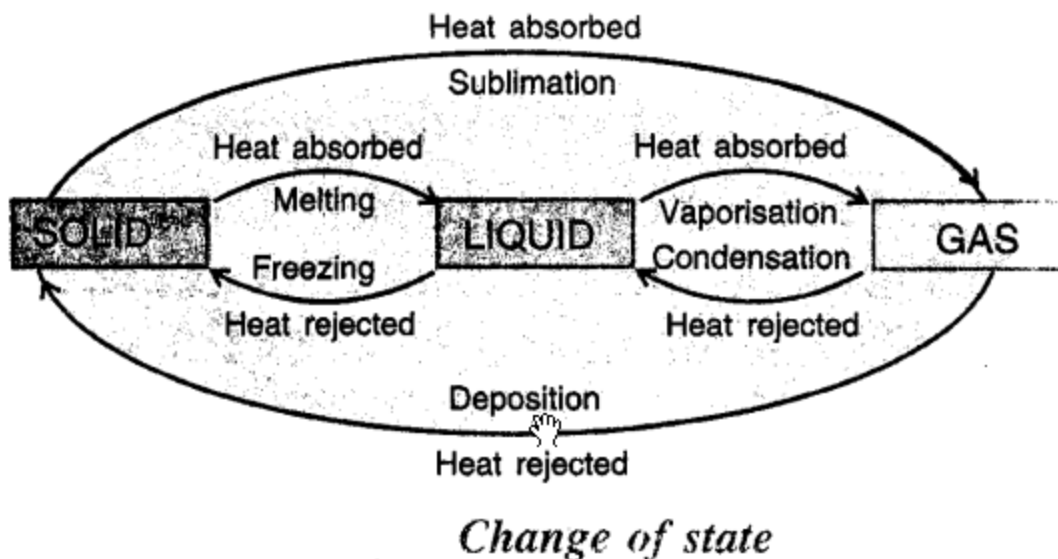 Heat absorbed
Sublimation
Heat absorbed
Heat absorbed
Melting
Vaporisation
SOLID
LIQUID
GAS
Freezing
Condensation
Heat rejected
Heat rejected
Deposition
Heat rejected
Change of state